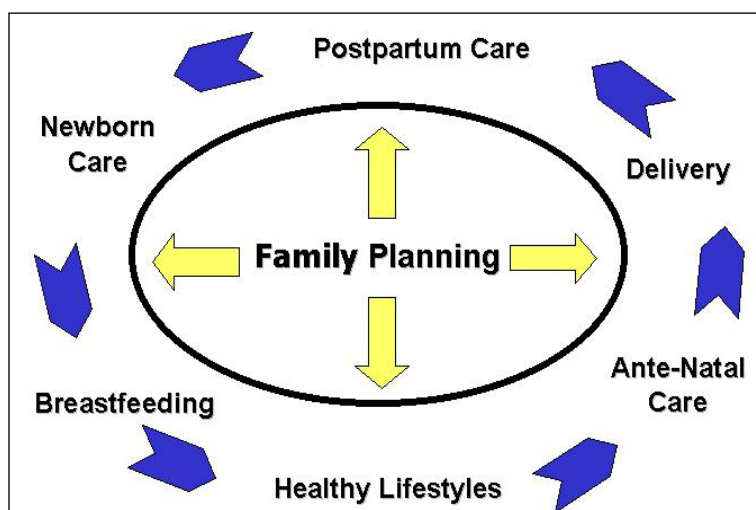 Postpartum Care
Newborn
Care
Delivery
Family Planning
Ante-Natal
Care
Breastfeeding
Healthy Lifestyles